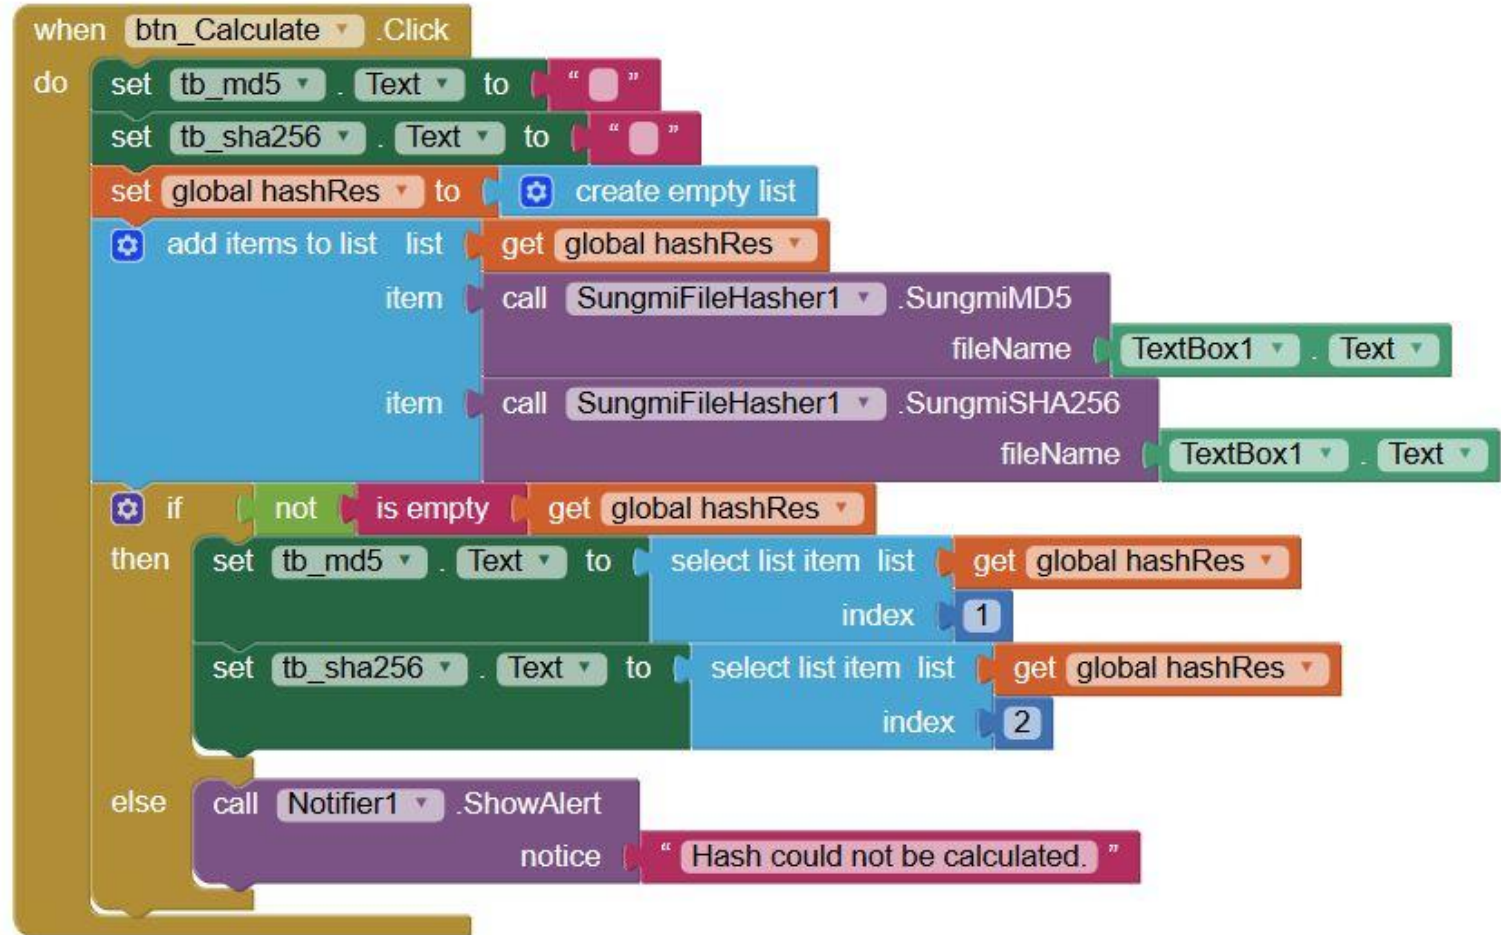 when btn_Calculate .Click
do set tb_md5 . Text to “ ”
set tb_sha256 . Text to “ ”
set global hashRes to create empty list
add items to list list get global hashRes
item call SungmiFileHasher1 .SungmiMD5
fileName TextBox1 . Text
item call SungmiFileHasher1 .SungmiSHA256
fileName TextBox1 . Text
if not is empty get global hashRes
then set tb_md5 . Text to select list item list get global hashRes
index 1
set tb_sha256 . Text to select list item list get global hashRes
index 2
else call Notifier1 .ShowAlert
notice “ Hash could not be calculated. ”